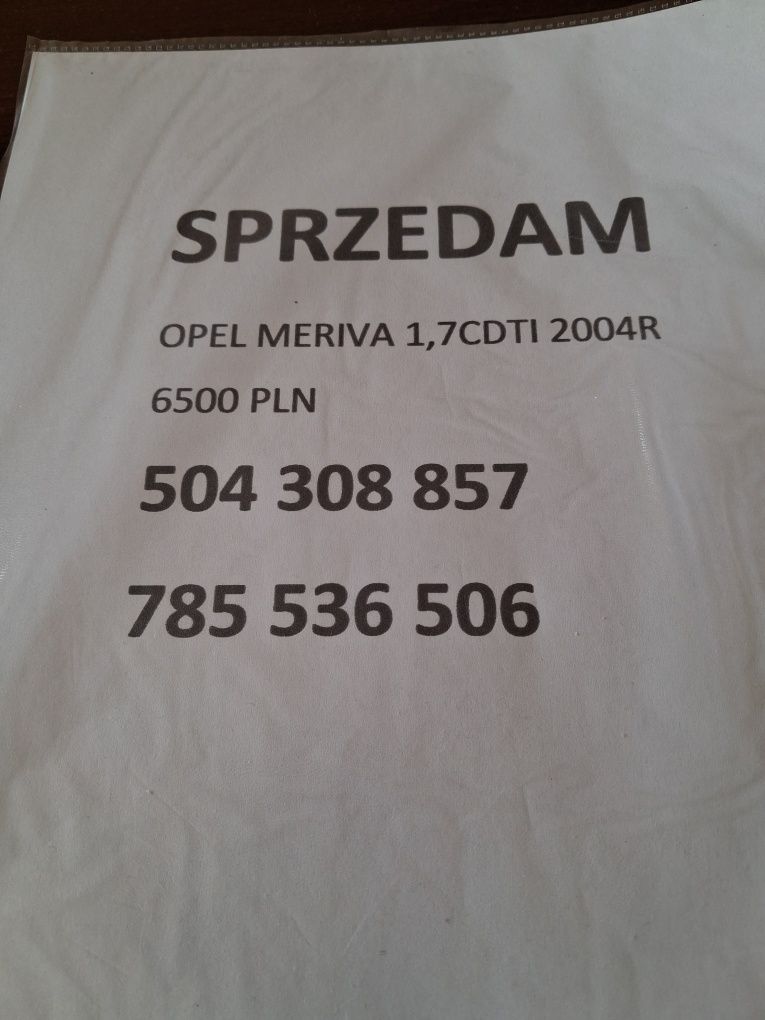 SPRZEDAM
OPEL MERIVA 1,7CDTI 2004R
6500 PLN
504 308 857
785 536 506